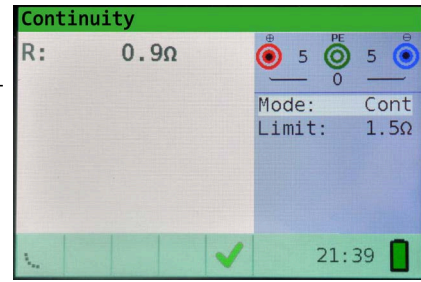 Continuity
R: 0.9Ω
⊕ PE ⊖
5 5
0
Mode: Cont
Limit: 1.5Ω
21:39